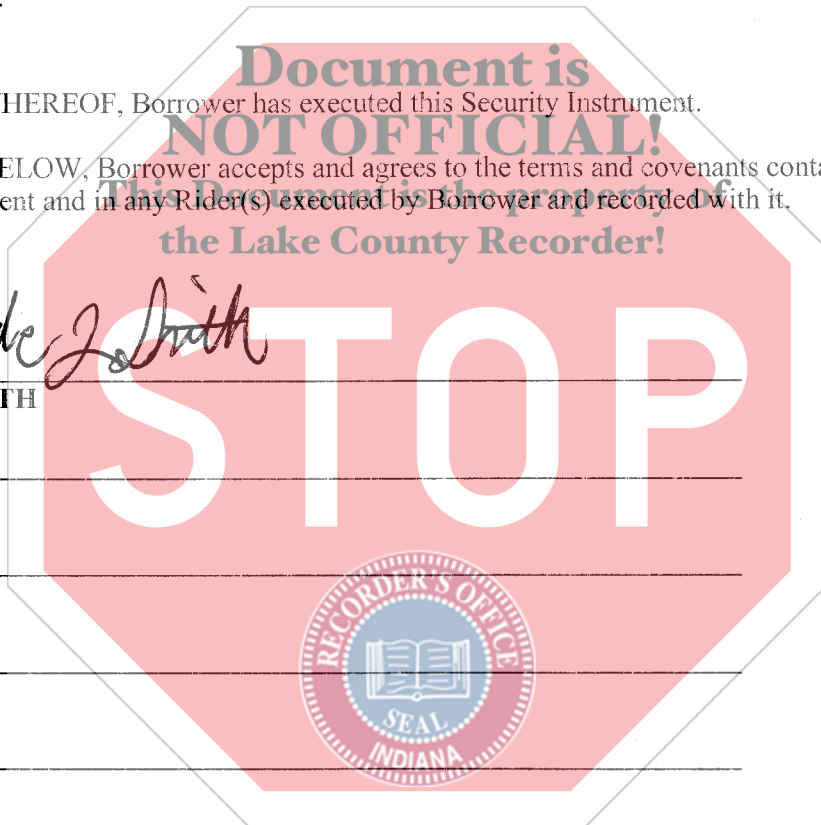 Document is
HEREOF, Borrower has executed this Security Instrument.
NOT OFFICIAL!
ELOW, Borrower accepts and agrees to the terms and covenants conta
This Document is the property of
ent and in any Rider(s) executed by Borrower and recorded with it.
the Lake County Recorder!
J Smith
TH
STOP
RECORDER'S OFFICE
SEAL
INDIANA